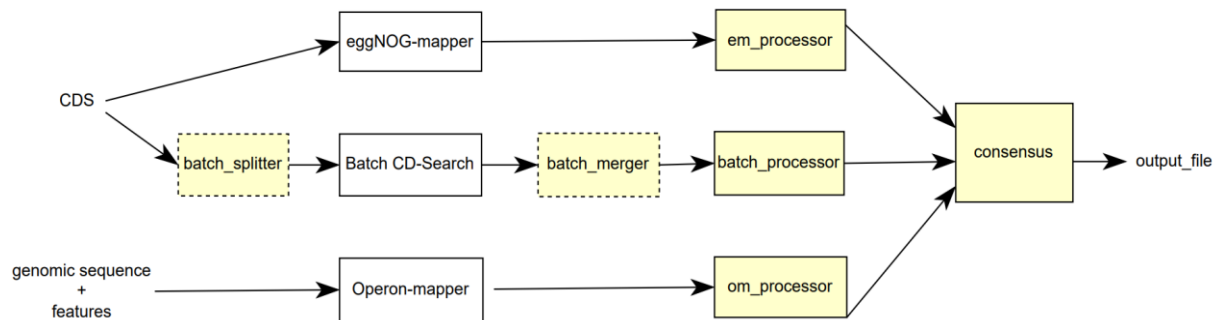 eggNOG-mapper
em_processor
CDS
batch_splitter
Batch CD-Search
batch_merger
batch_processor
consensus
output_file
genomic sequence
+
features
Operon-mapper
om_processor